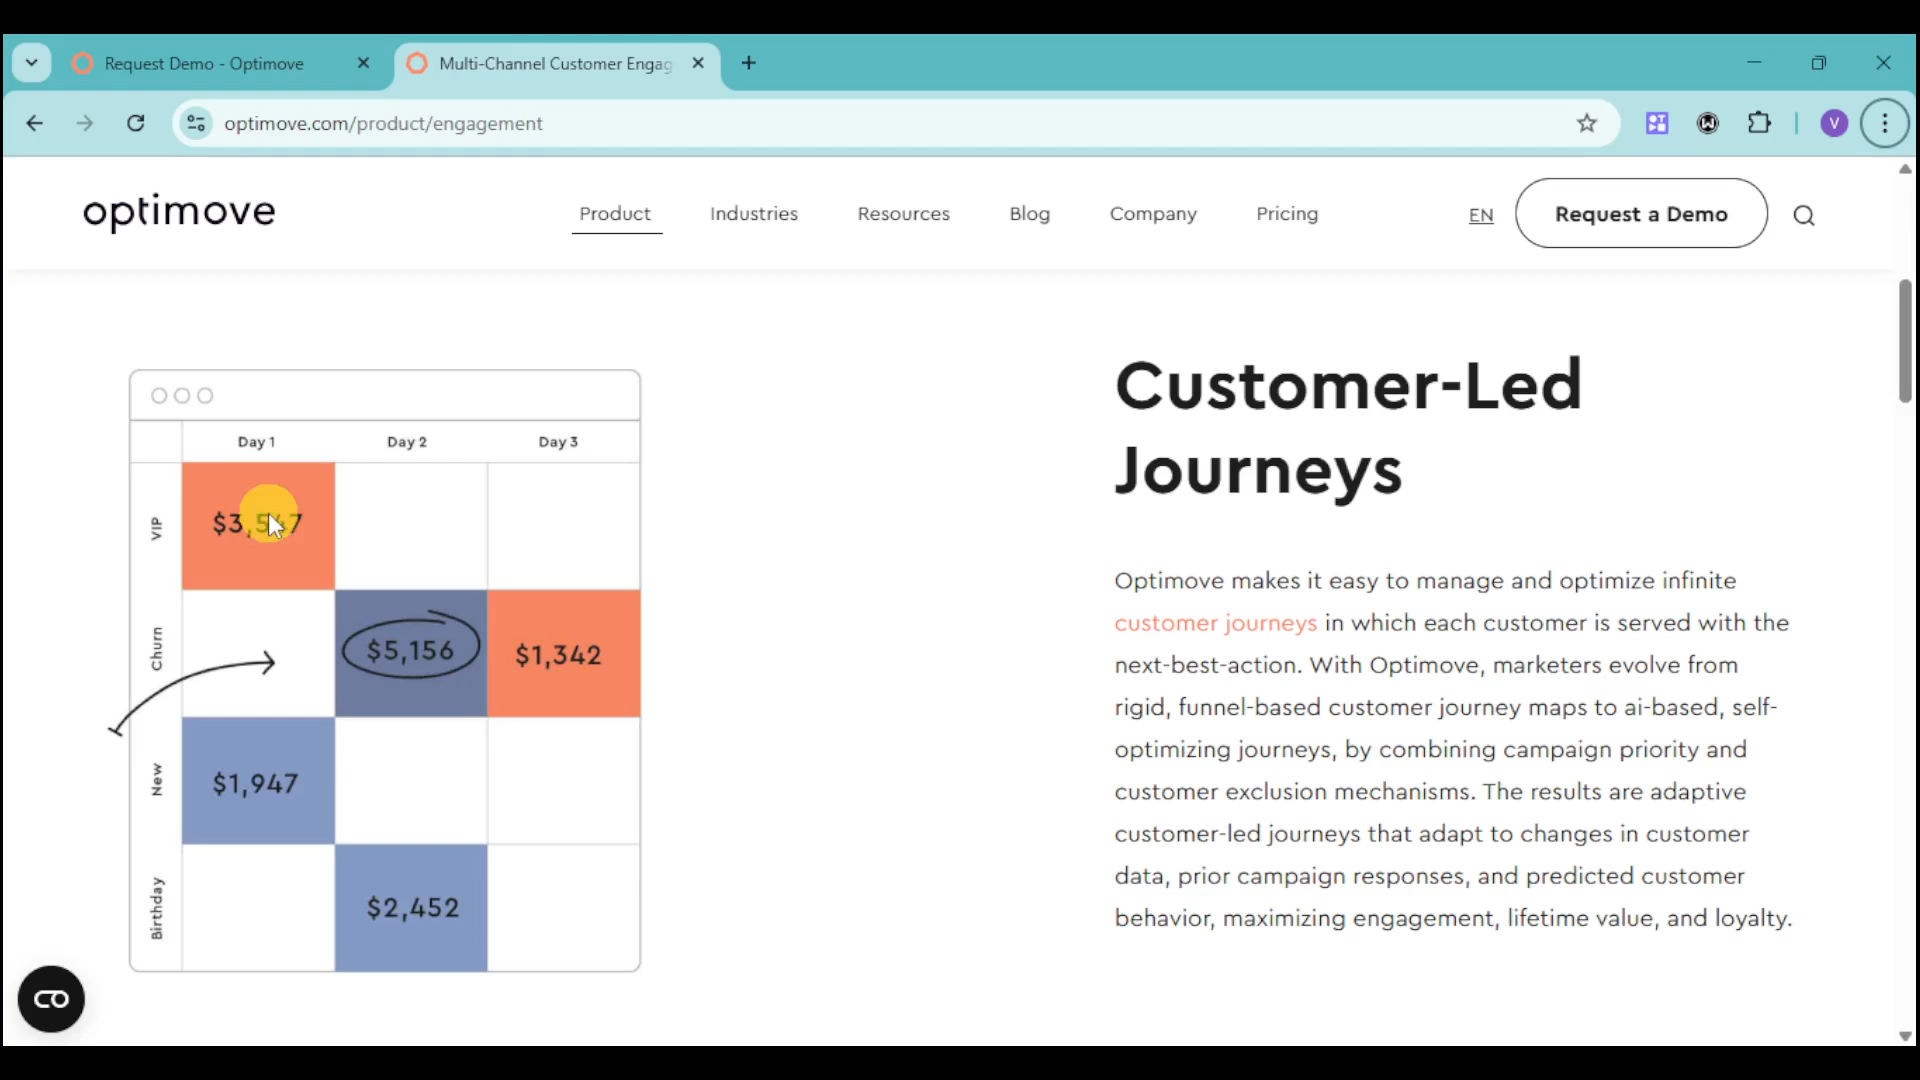 Request Demo - Optimove
Multi-Channel Customer Engag
optimove.com/product/engagement
V
optimove
Product
Industries
Resources
Blog
Company
Pricing
EN
Request a Demo
Day 1
Day 2
Day 3
VIP
Churn
$5,156
$1,342
New
$1,947
Birthday
$2,452
Customer-Led
Journeys
Optimove makes it easy to manage and optimize infinite
customer journeys in which each customer is served with the
next-best-action. With Optimove, marketers evolve from
rigid, funnel-based customer journey maps to ai-based, self-
optimizing journeys, by combining campaign priority and
customer exclusion mechanisms. The results are adaptive
customer-led journeys that adapt to changes in customer
data, prior campaign responses, and predicted customer
behavior, maximizing engagement, lifetime value, and loyalty.